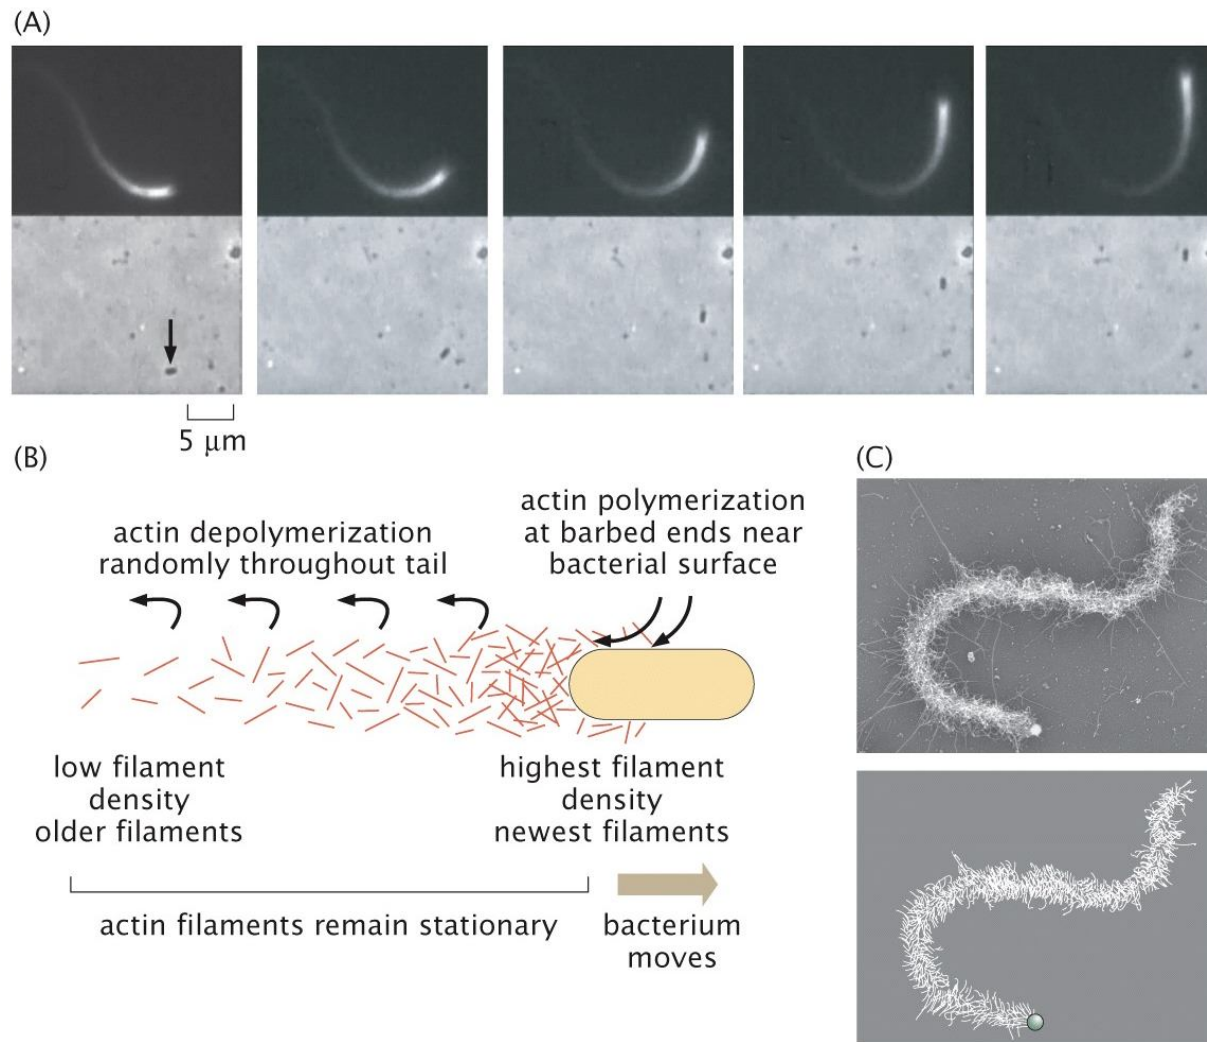 (A)
5 μm
(B)
(C)
actin depolymerization
randomly throughout tail
actin polymerization
at barbed ends near
bacterial surface
low filament
density
older filaments
highest filament
density
newest filaments
actin filaments remain stationary
bacterium
moves